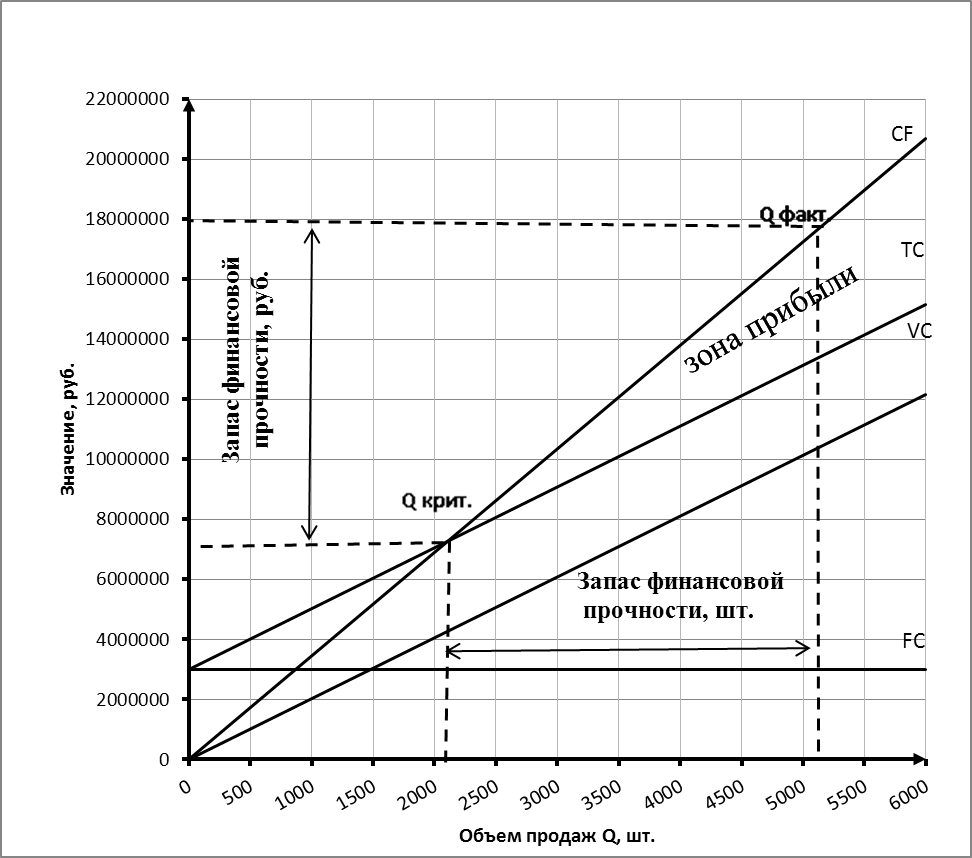 22000000
20000000
18000000
16000000
14000000
12000000
10000000
8000000
6000000
4000000
2000000
0
Значение, руб.
Запас финансовой
прочности, руб.
CF
Q факт.
TC
зона прибыли
VC
Q крит.
Запас финансовой
прочности, шт.
FC
0
500
1000
1500
2000
2500
3000
3500
4000
4500
5000
5500
6000
Объем продаж Q, шт.